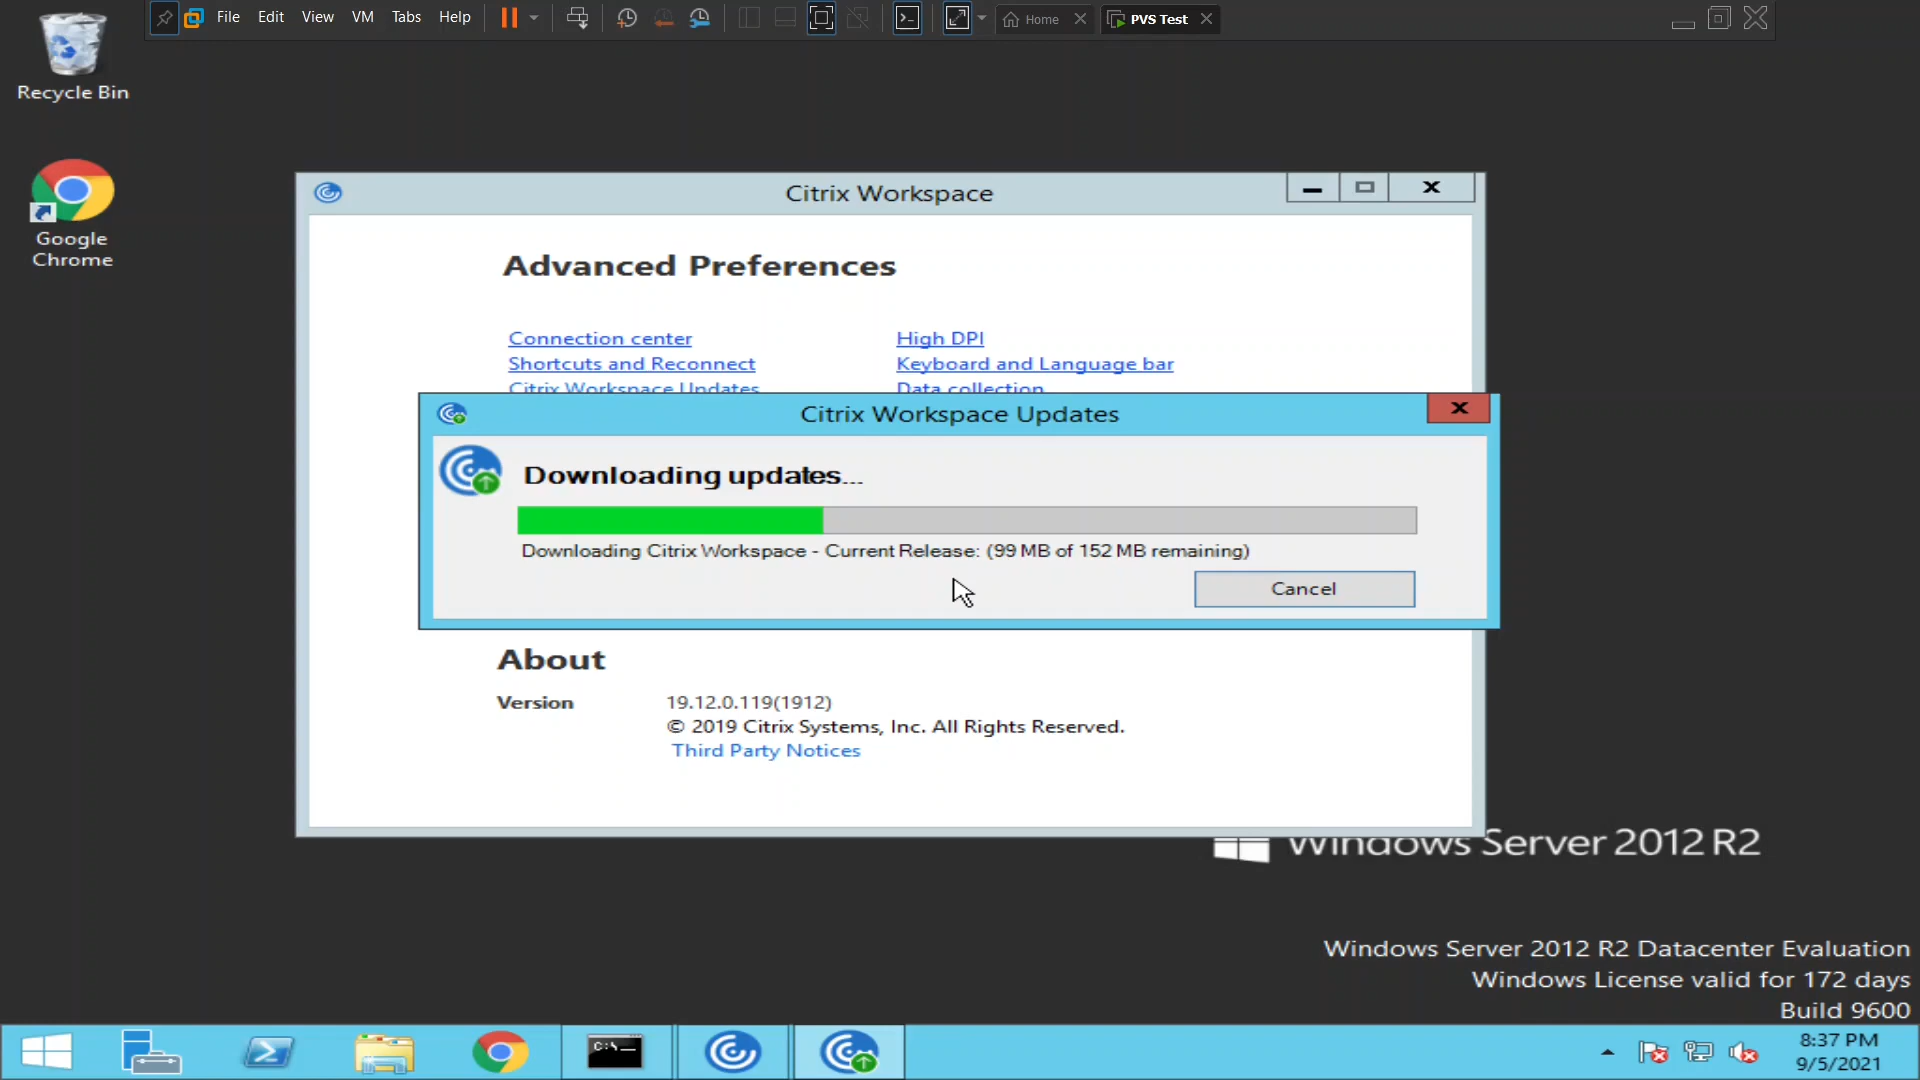 File Edit View VM Tabs Help
Home
PVS Test
Recycle Bin
Google
Chrome
Citrix Workspace
Advanced Preferences
Connection center
High DPI
Shortcuts and Reconnect
Keyboard and Language bar
Citrix Workspace Updates
Data collection
Citrix Workspace Updates
Downloading updates...
Downloading Citrix Workspace - Current Release: (99 MB of 152 MB remaining)
Cancel
About
Version 19.12.0.119(1912)
© 2019 Citrix Systems, Inc. All Rights Reserved.
Third Party Notices
Windows Server 2012 R2
Windows Server 2012 R2 Datacenter Evaluation
Windows License valid for 172 days
Build 9600
C:\
8:37 PM
9/5/2021